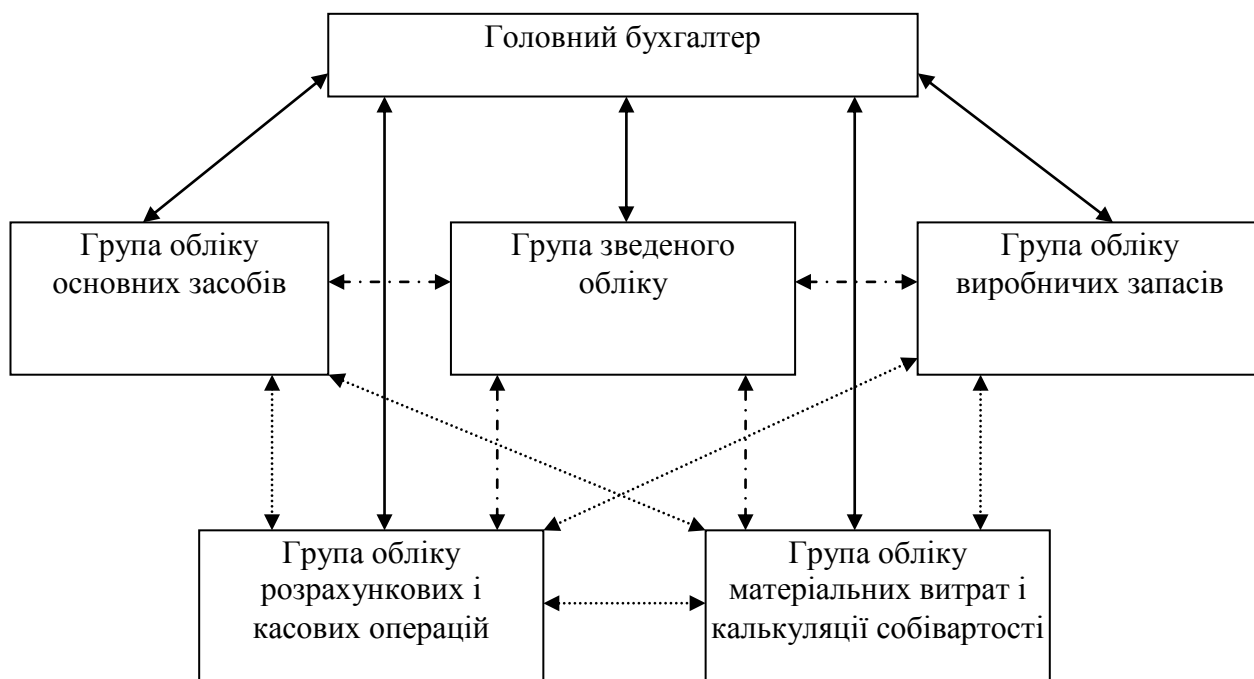 Головний бухгалтер
Група обліку
основних засобів
Група зведеного
обліку
Група обліку
виробничих запасів
Група обліку
розрахункових і
касових операцій
Група обліку
матеріальних витрат і
калькуляції собівартості